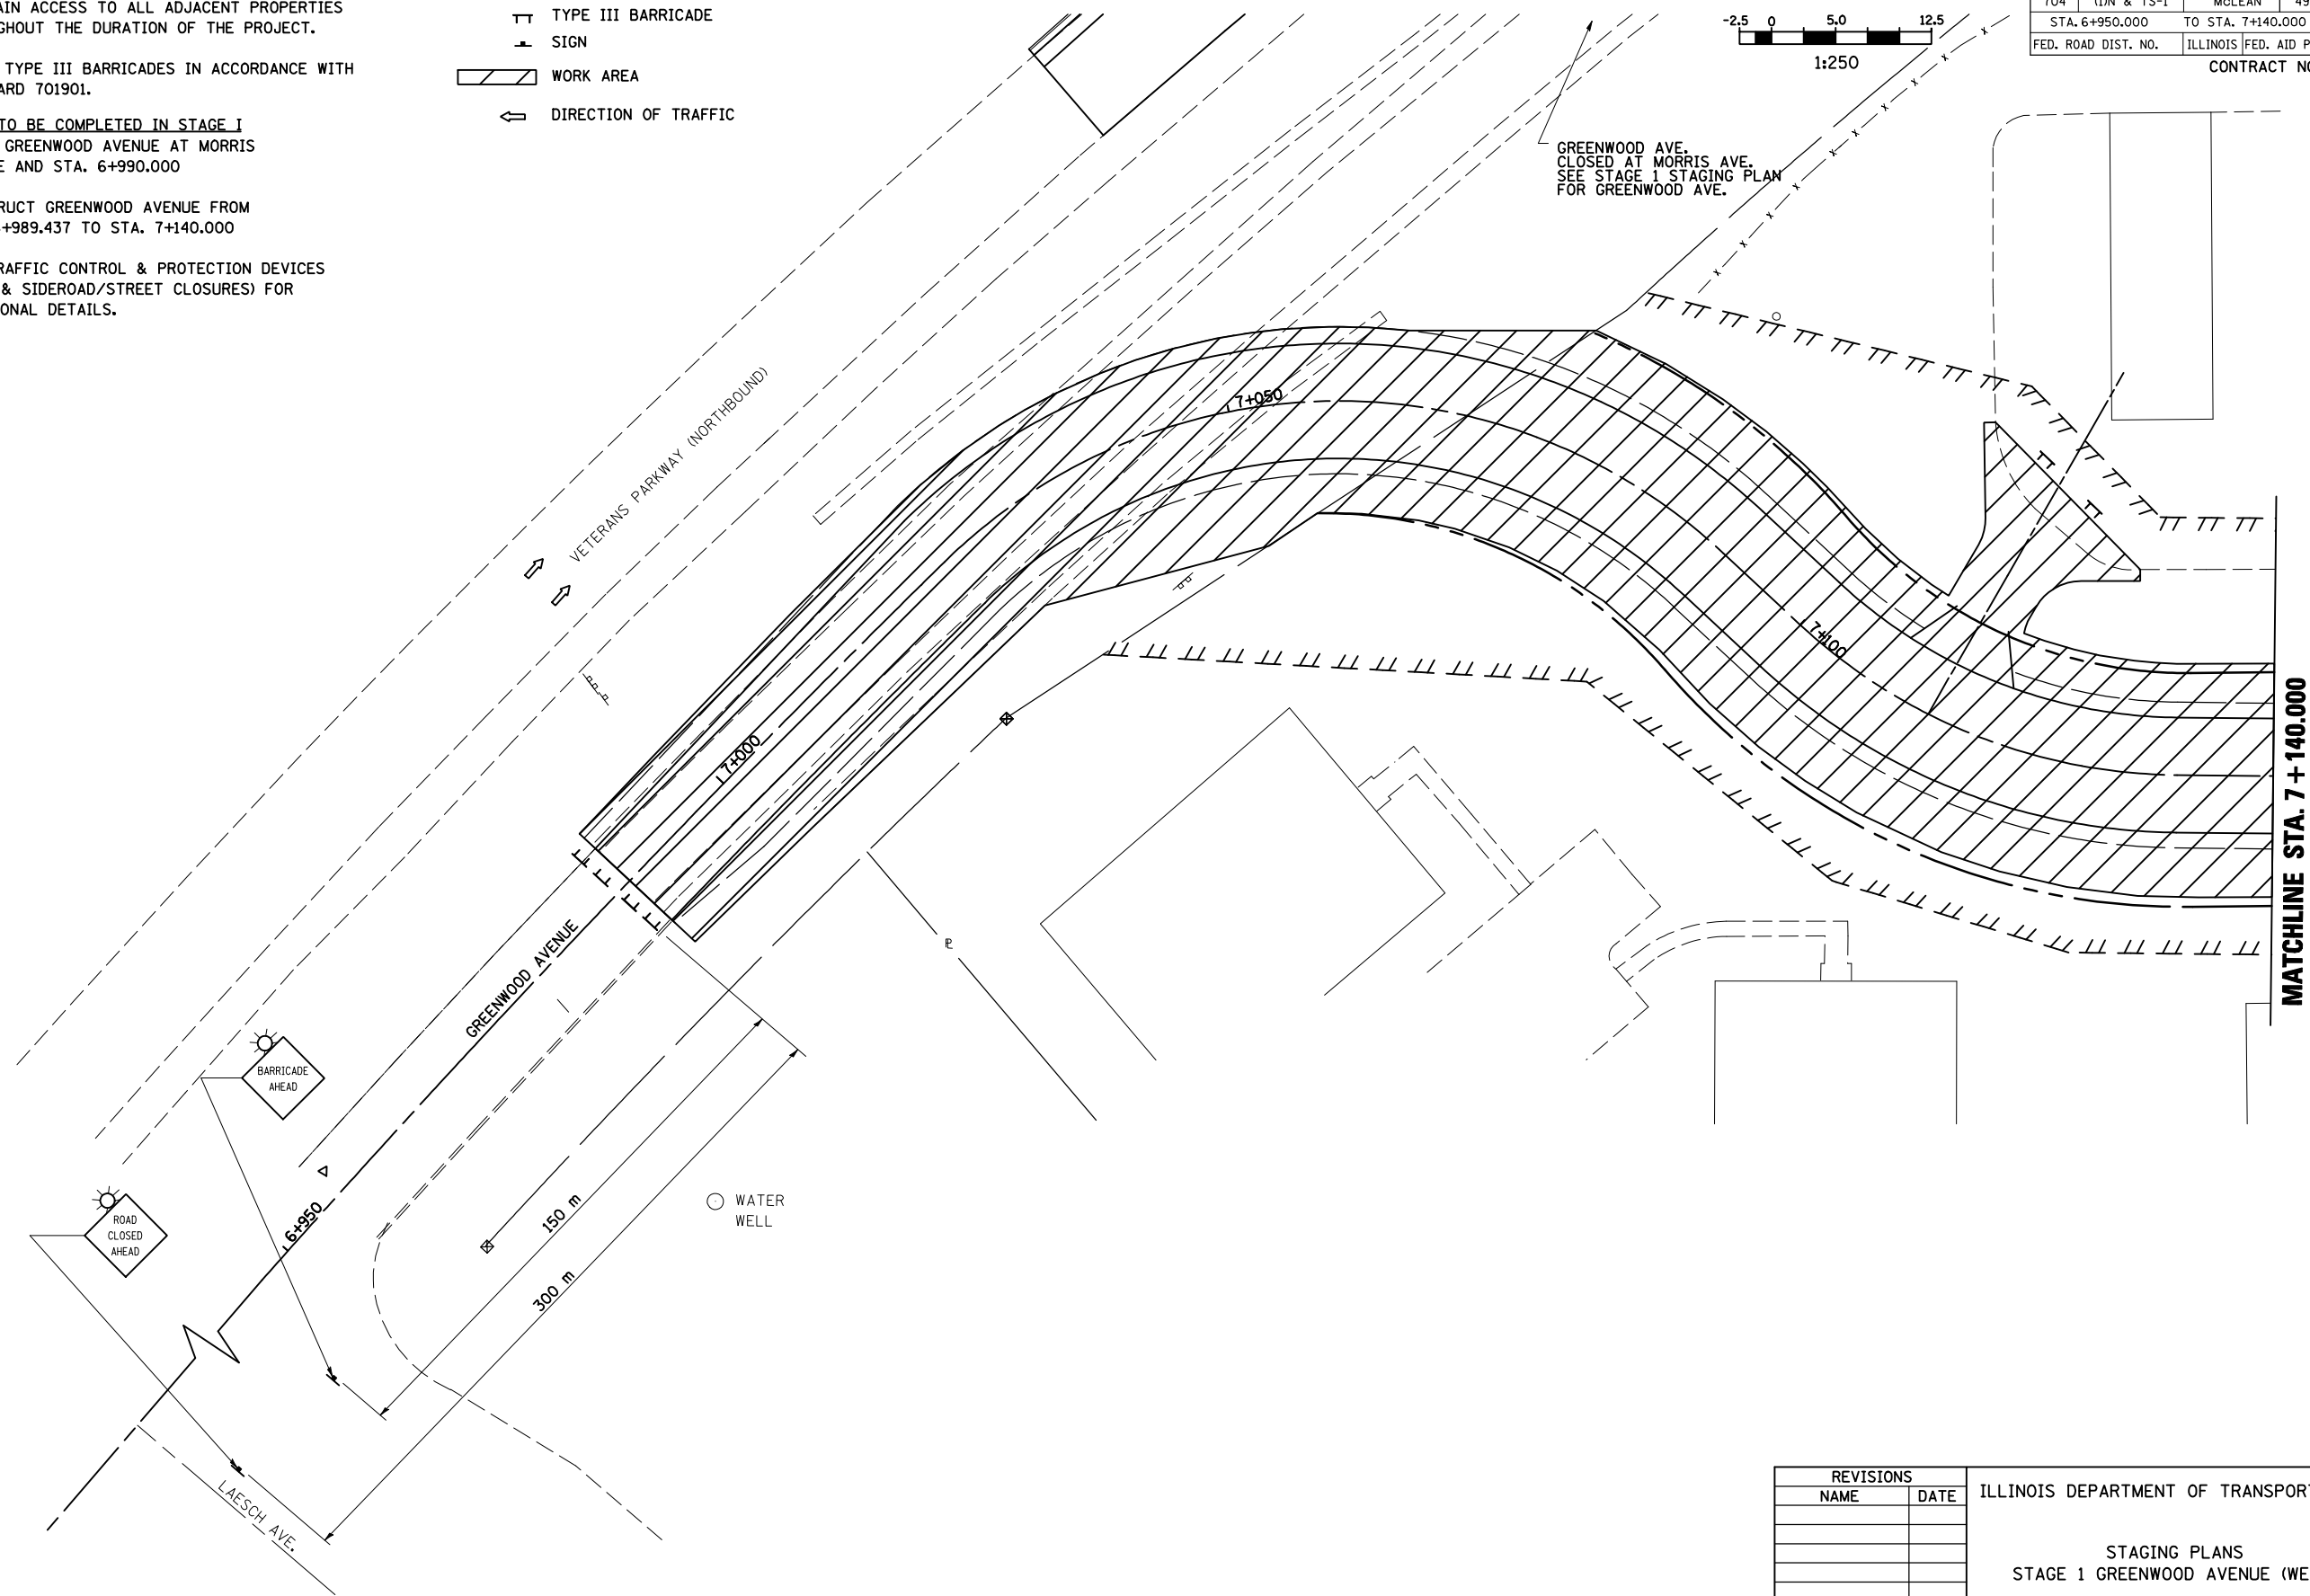 AIN ACCESS TO ALL ADJACENT PROPERTIES
GHOUT THE DURATION OF THE PROJECT.
TYPE III BARRICADES IN ACCORDANCE WITH
ARD 701901.
TO BE COMPLETED IN STAGE I
GREENWOOD AVENUE AT MORRIS
E AND STA. 6+990.000
RUCT GREENWOOD AVENUE FROM
+989.437 TO STA. 7+140.000
RAFFIC CONTROL & PROTECTION DEVICES
& SIDEROAD/STREET CLOSURES) FOR
ONAL DETAILS.
TYPE III BARRICADE
SIGN
WORK AREA
DIRECTION OF TRAFFIC
-2.5 0 5.0 12.5
1:250
704 (1)N & TS-1 McLEAN 49
STA. 6+950.000 TO STA. 7+140.000
FED. ROAD DIST. NO. ILLINOIS FED. AID P
CONTRACT NO
GREENWOOD AVE.
CLOSED AT MORRIS AVE.
SEE STAGE 1 STAGING PLAN
FOR GREENWOOD AVE.
VETERANS PARKWAY (NORTHBOUND)
7+050
7+100
7+000
MATCHLINE STA. 7+140.000
GREENWOOD AVENUE
BARRICADE
AHEAD
ROAD
CLOSED
AHEAD
6+950
150 m
300 m
WATER
WELL
LAESCH AVE.
REVISIONS
NAME DATE
ILLINOIS DEPARTMENT OF TRANSPORT
STAGING PLANS
STAGE 1 GREENWOOD AVENUE (WE